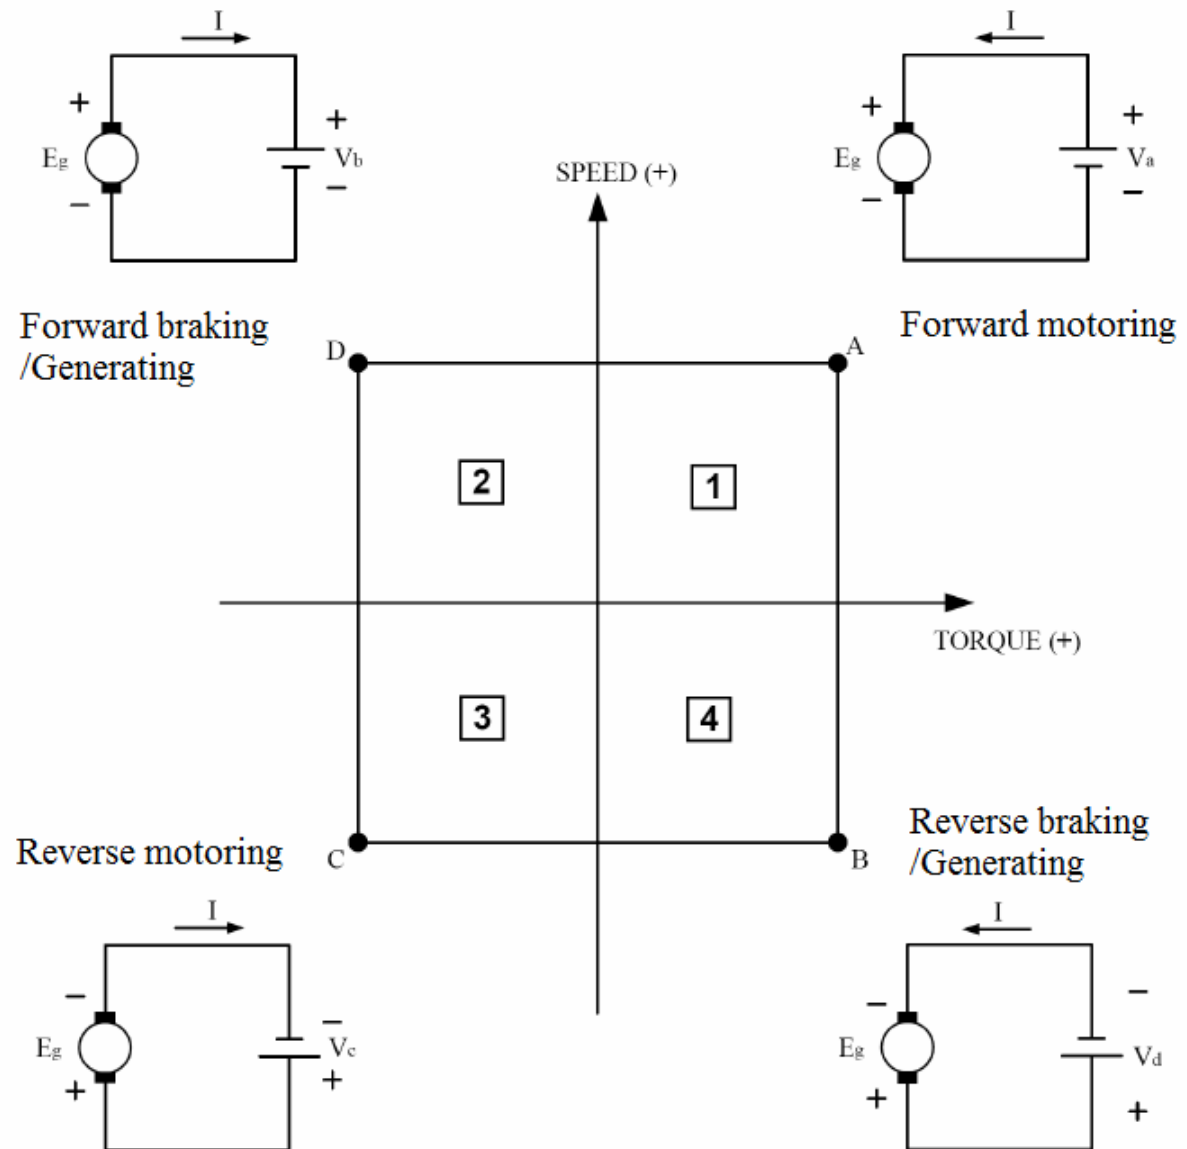 I
+
Eg
−
+
Vb
−
Forward braking
/Generating
I
+
Eg
−
+
Va
−
Forward motoring
SPEED (+)
D
A
2
1
TORQUE (+)
3
4
C
B
Reverse motoring
I
−
Eg
+
−
Vc
+
Reverse braking
/Generating
I
−
Eg
+
−
Vd
+